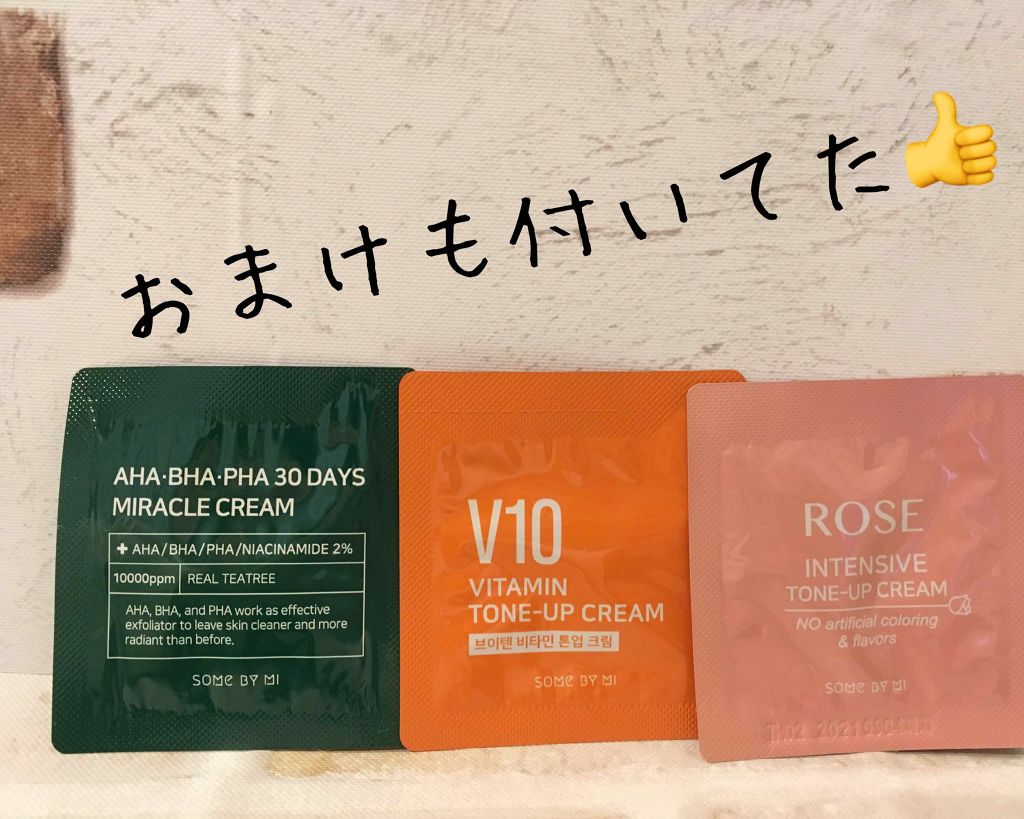 おまけも付いてた👍
AHA·BHA·PHA 30 DAYS
MIRACLE CREAM
+ AHA/BHA/PHA/NIACINAMIDE 2%
10000ppm REAL TEATREE
AHA, BHA, and PHA work as effective
exfoliator to leave skin cleaner and more
radiant than before.
SOME BY MI
V10
VITAMIN
TONE-UP CREAM
브이텐 비타민 톤업 크림
SOME BY MI
ROSE
INTENSIVE
TONE-UP CREAM
NO artificial coloring
& flavors
SOME BY MI